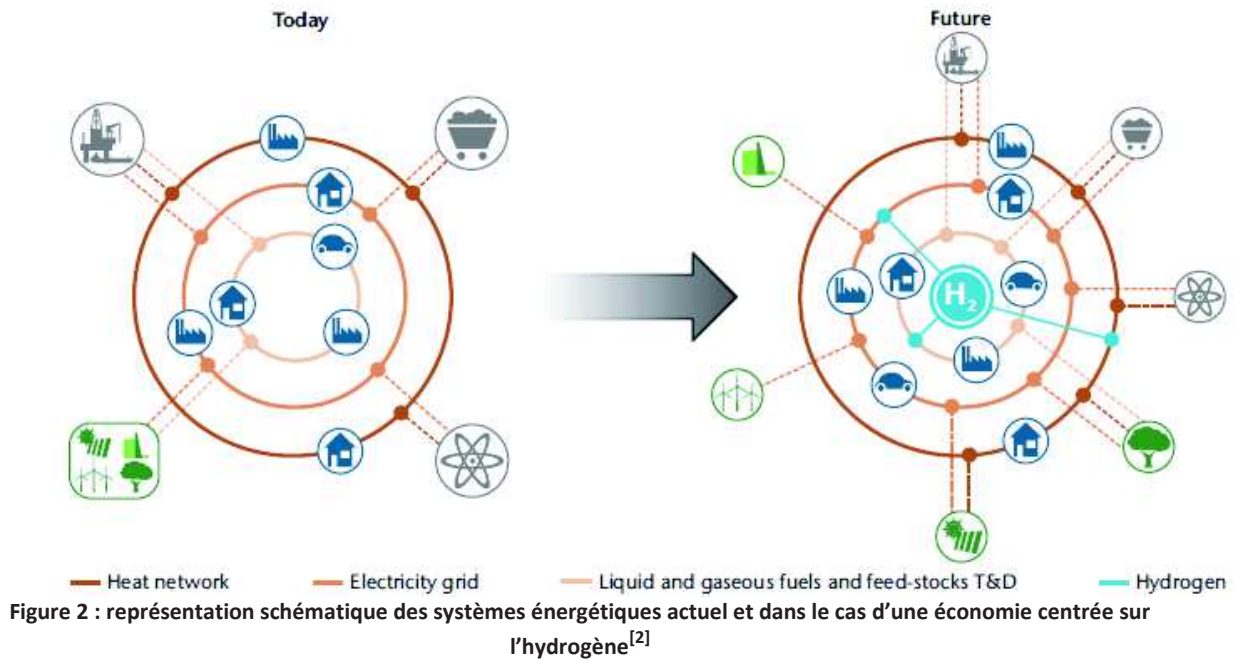 Today
Future
H2
Heat network
Electricity grid
Liquid and gaseous fuels and feed-stocks T&D
Hydrogen
Figure 2 : représentation schématique des systèmes énergétiques actuel et dans le cas d’une économie centrée sur
l’hydrogène[2]